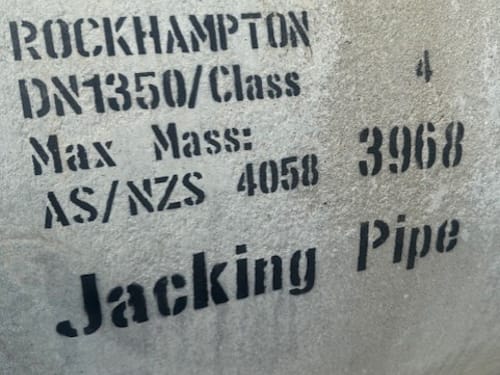 ROCKHAMPTON
DN1350/Class 4
Max Mass: 3968
AS/NZS 4058
Jacking Pipe